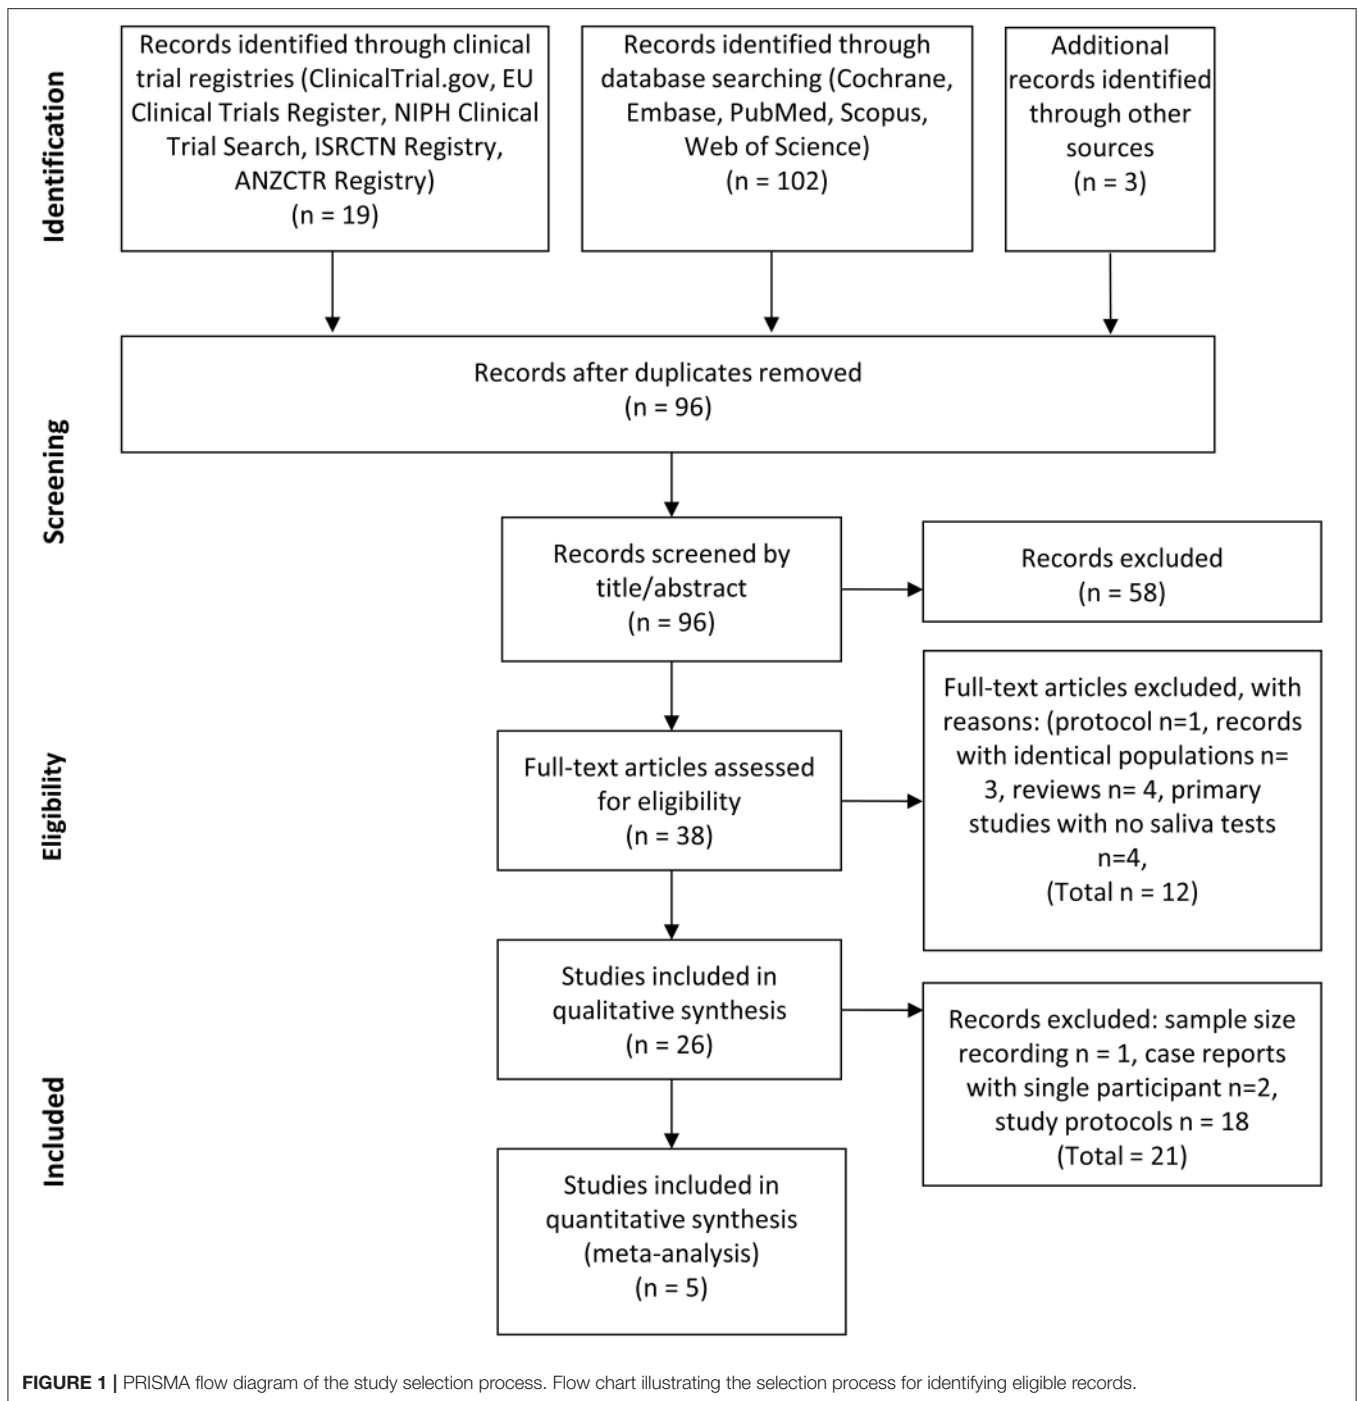 Identification
Records identified through clinical
trial registries (ClinicalTrial.gov, EU
Clinical Trials Register, NIPH Clinical
Trial Search, ISRCTN Registry,
ANZCTR Registry)
(n = 19)
Records identified through
database searching (Cochrane,
Embase, PubMed, Scopus,
Web of Science)
(n = 102)
Additional
records identified
through other
sources
(n = 3)
Screening
Records after duplicates removed
(n = 96)
Records screened by
title/abstract
(n = 96)
Records excluded
(n = 58)
Eligibility
Full-text articles assessed
for eligibility
(n = 38)
Full-text articles excluded, with
reasons: (protocol n=1, records
with identical populations n=
3, reviews n= 4, primary
studies with no saliva tests
n=4,
(Total n = 12)
Included
Studies included in
qualitative synthesis
(n = 26)
Records excluded: sample size
recording n = 1, case reports
with single participant n=2,
study protocols n = 18
(Total = 21)
Studies included in
quantitative synthesis
(meta-analysis)
(n = 5)
FIGURE 1 | PRISMA flow diagram of the study selection process. Flow chart illustrating the selection process for identifying eligible records.